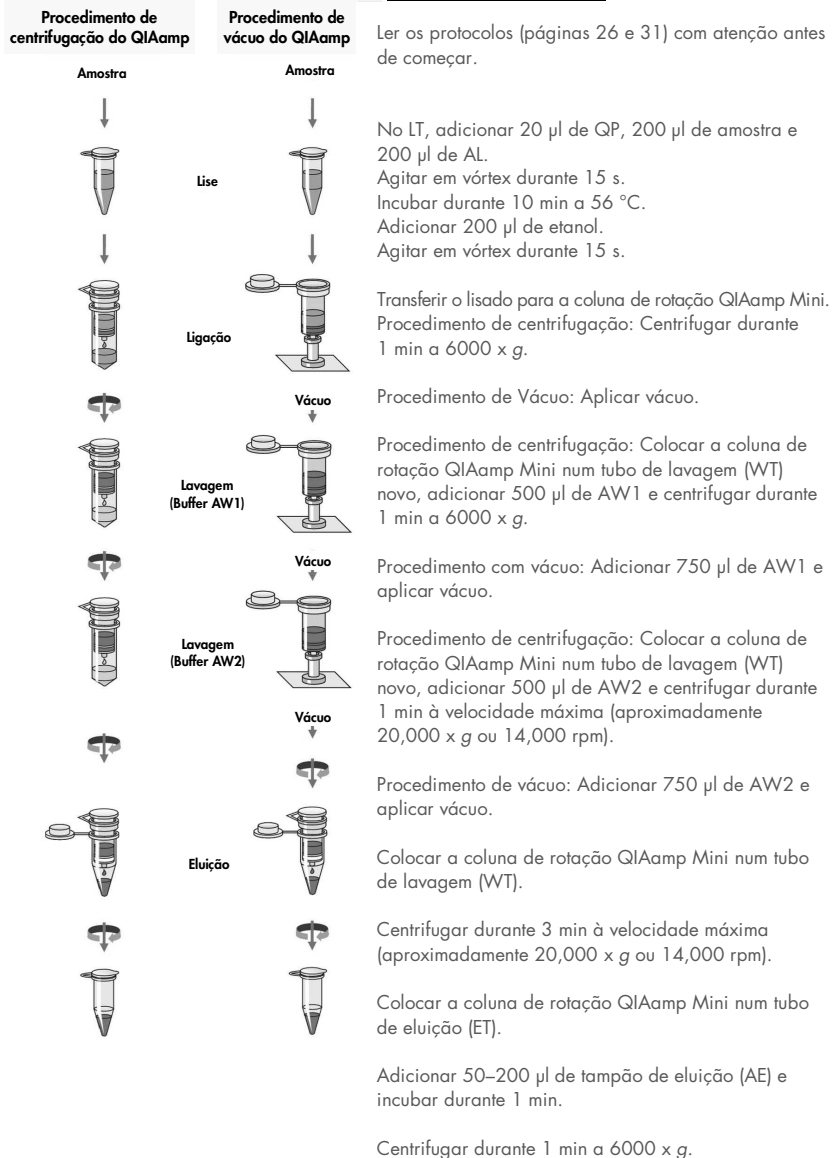 Procedimento de
centrifugação do QIAamp
Procedimento de
vácuo do QIAamp
Amostra
Amostra
Lise
Ligação
Vácuo
Lavagem
(Buffer AW1)
Vácuo
Lavagem
(Buffer AW2)
Vácuo
Eluição
Ler os protocolos (páginas 26 e 31) com atenção antes
de começar.
No LT, adicionar 20 µl de QP, 200 µl de amostra e
200 µl de AL.
Agitar em vórtex durante 15 s.
Incubar durante 10 min a 56 °C.
Adicionar 200 µl de etanol.
Agitar em vórtex durante 15 s.
Transferir o lisado para a coluna de rotação QIAamp Mini.
Procedimento de centrifugação: Centrifugar durante
1 min a 6000 x g.
Procedimento de Vácuo: Aplicar vácuo.
Procedimento de centrifugação: Colocar a coluna de
rotação QIAamp Mini num tubo de lavagem (WT)
novo, adicionar 500 µl de AW1 e centrifugar durante
1 min a 6000 x g.
Procedimento com vácuo: Adicionar 750 µl de AW1 e
aplicar vácuo.
Procedimento de centrifugação: Colocar a coluna de
rotação QIAamp Mini num tubo de lavagem (WT)
novo, adicionar 500 µl de AW2 e centrifugar durante
1 min à velocidade máxima (aproximadamente
20,000 x g ou 14,000 rpm).
Procedimento de vácuo: Adicionar 750 µl de AW2 e
aplicar vácuo.
Colocar a coluna de rotação QIAamp Mini num tubo
de lavagem (WT).
Centrifugar durante 3 min à velocidade máxima
(aproximadamente 20,000 x g ou 14,000 rpm).
Colocar a coluna de rotação QIAamp Mini num tubo
de eluição (ET).
Adicionar 50–200 µl de tampão de eluição (AE) e
incubar durante 1 min.
Centrifugar durante 1 min a 6000 x g.